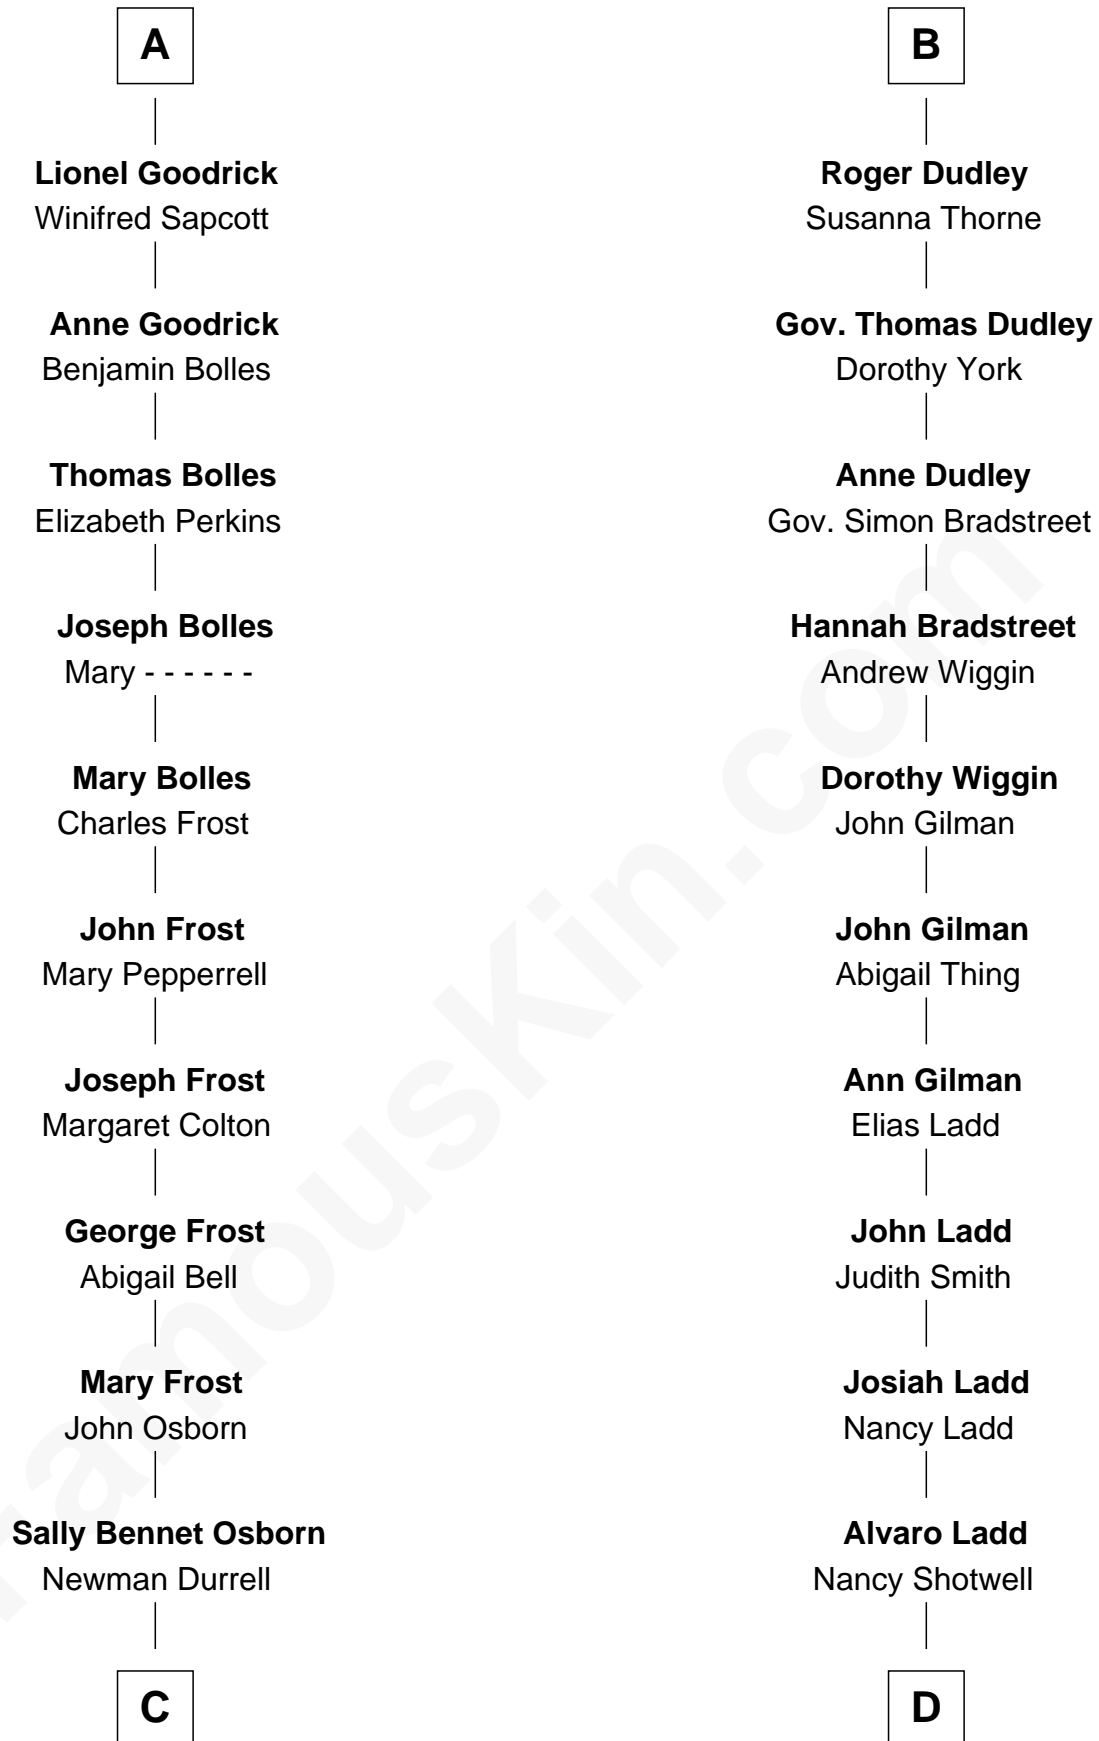 A
Lionel Goodrick
Winifred Sapcott
Anne Goodrick
Benjamin Bolles
Thomas Bolles
Elizabeth Perkins
Joseph Bolles
Mary - - - - - -
Mary Bolles
Charles Frost
John Frost
Mary Pepperrell
Joseph Frost
Margaret Colton
George Frost
Abigail Bell
Mary Frost
John Osborn
Sally Bennet Osborn
Newman Durrell
C
B
Roger Dudley
Susanna Thorne
Gov. Thomas Dudley
Dorothy York
Anne Dudley
Gov. Simon Bradstreet
Hannah Bradstreet
Andrew Wiggin
Dorothy Wiggin
John Gilman
John Gilman
Abigail Thing
Ann Gilman
Elias Ladd
John Ladd
Judith Smith
Josiah Ladd
Nancy Ladd
Alvaro Ladd
Nancy Shotwell
D
FamousKin.com